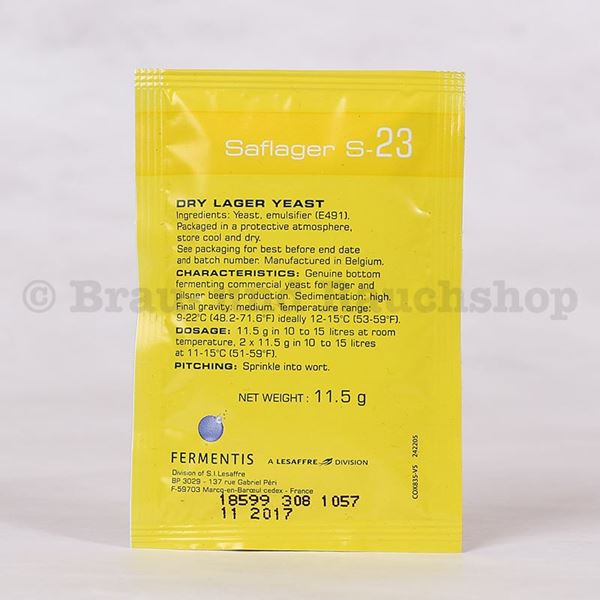 Saflager S-23
DRY LAGER YEAST
Ingredients: Yeast, emulsifier (E491).
Packaged in a protective atmosphere,
store cool and dry.
See packaging for best before end date
and batch number. Manufactured in Belgium.
CHARACTERISTICS: Genuine bottom
fermenting commercial yeast for lager and
pilsner beers production. Sedimentation: high.
Final gravity: medium. Temperature range:
9-22°C (48.2-71.6°F) ideally 12-15°C (53-59°F).
DOSAGE: 11.5 g in 10 to 15 litres at room
temperature, 2 x 11.5 g in 10 to 15 litres
at 11-15°C (51-59°F).
PITCHING: Sprinkle into wort.
NET WEIGHT: 11.5 g
FERMENTIS
A LESAFFRE DIVISION
Division of S.I.Lesaffre
BP 3029 - 137 rue Gabriel Péri
F-59703 Marcq-en-Barœul cedex - France
COX835-V5 242205
18599 308 1057
11 2017
© Brau uchshop